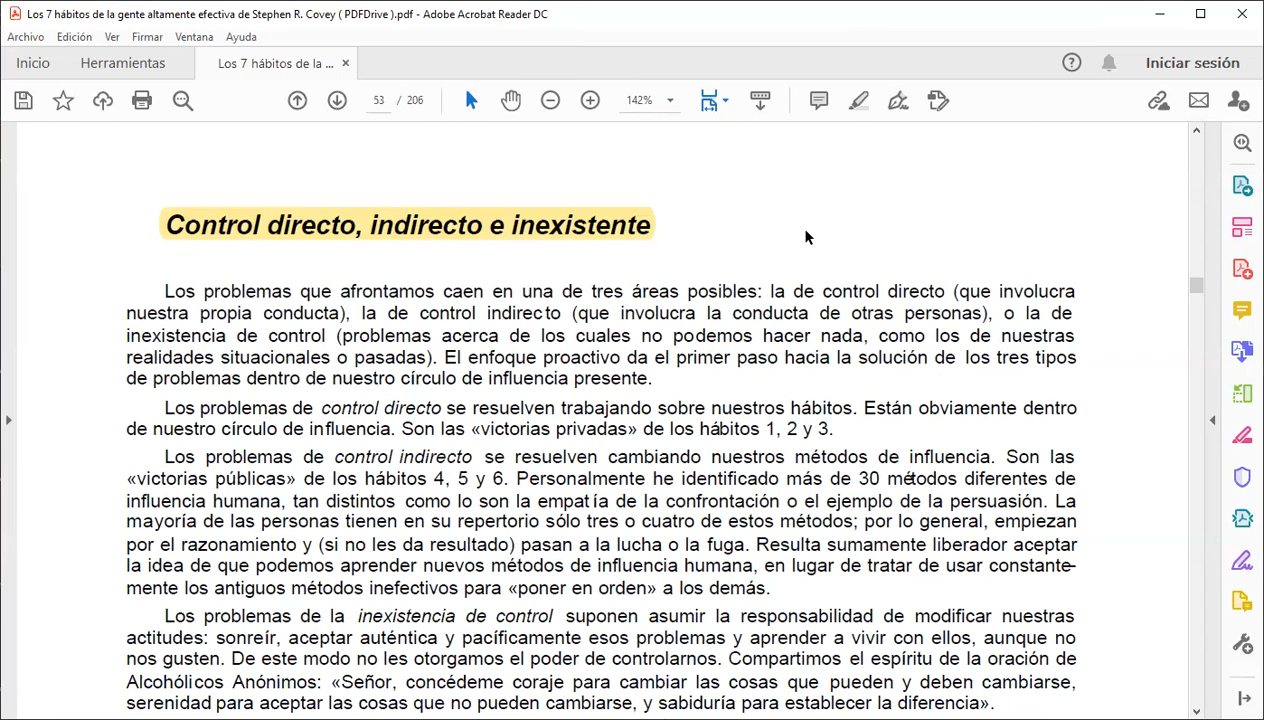 Los 7 hábitos de la gente altamente efectiva de Stephen R. Covey ( PDFDrive ).pdf - Adobe Acrobat Reader DC
Archivo Edición Ver Firmar Ventana Ayuda
Inicio Herramientas Los 7 hábitos de la ... × Iniciar sesión
53 / 206 142%
Control directo, indirecto e inexistente
Los problemas que afrontamos caen en una de tres áreas posibles: la de control directo (que involucra
nuestra propia conducta), la de control indirecto (que involucra la conducta de otras personas), o la de
inexistencia de control (problemas acerca de los cuales no podemos hacer nada, como los de nuestras
realidades situacionales o pasadas). El enfoque proactivo da el primer paso hacia la solución de los tres tipos
de problemas dentro de nuestro círculo de influencia presente.
Los problemas de control directo se resuelven trabajando sobre nuestros hábitos. Están obviamente dentro
de nuestro círculo de influencia. Son las «victorias privadas» de los hábitos 1, 2 y 3.
Los problemas de control indirecto se resuelven cambiando nuestros métodos de influencia. Son las
«victorias públicas» de los hábitos 4, 5 y 6. Personalmente he identificado más de 30 métodos diferentes de
influencia humana, tan distintos como lo son la empatía de la confrontación o el ejemplo de la persuasión. La
mayoría de las personas tienen en su repertorio sólo tres o cuatro de estos métodos; por lo general, empiezan
por el razonamiento y (si no les da resultado) pasan a la lucha o la fuga. Resulta sumamente liberador aceptar
la idea de que podemos aprender nuevos métodos de influencia humana, en lugar de tratar de usar constante-
mente los antiguos métodos inefectivos para «poner en orden» a los demás.
Los problemas de la inexistencia de control suponen asumir la responsabilidad de modificar nuestras
actitudes: sonreír, aceptar auténtica y pacíficamente esos problemas y aprender a vivir con ellos, aunque no
nos gusten. De este modo no les otorgamos el poder de controlarnos. Compartimos el espíritu de la oración de
Alcohólicos Anónimos: «Señor, concédeme coraje para cambiar las cosas que pueden y deben cambiarse,
serenidad para aceptar las cosas que no pueden cambiarse, y sabiduría para establecer la diferencia».